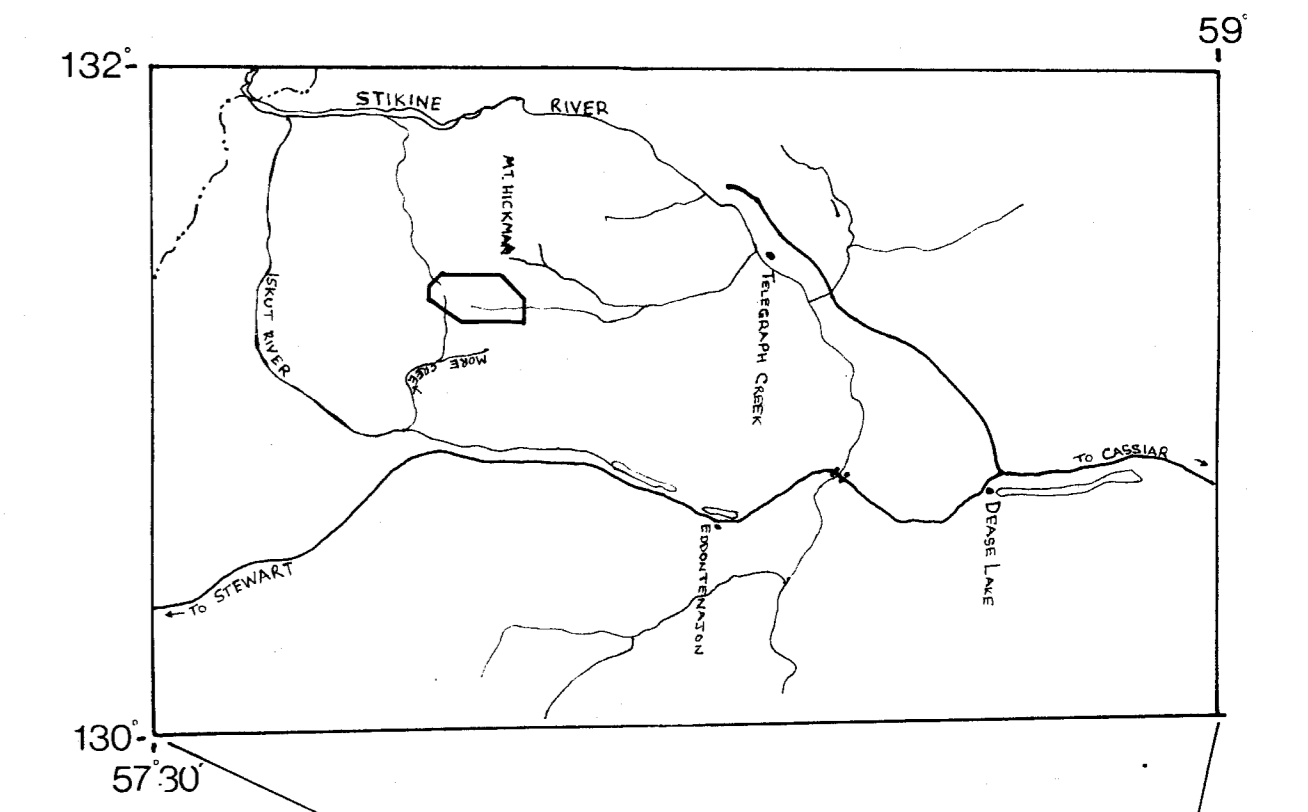 59°
132°-
STIKINE RIVER
MT. HICKMAN
ISKUT RIVER
TELEGRAPH CREEK
MORE CREEK
TO CASSIAR
DEASE LAKE
EDDONTENAJON
← TO STEWART
130°-
57°30'